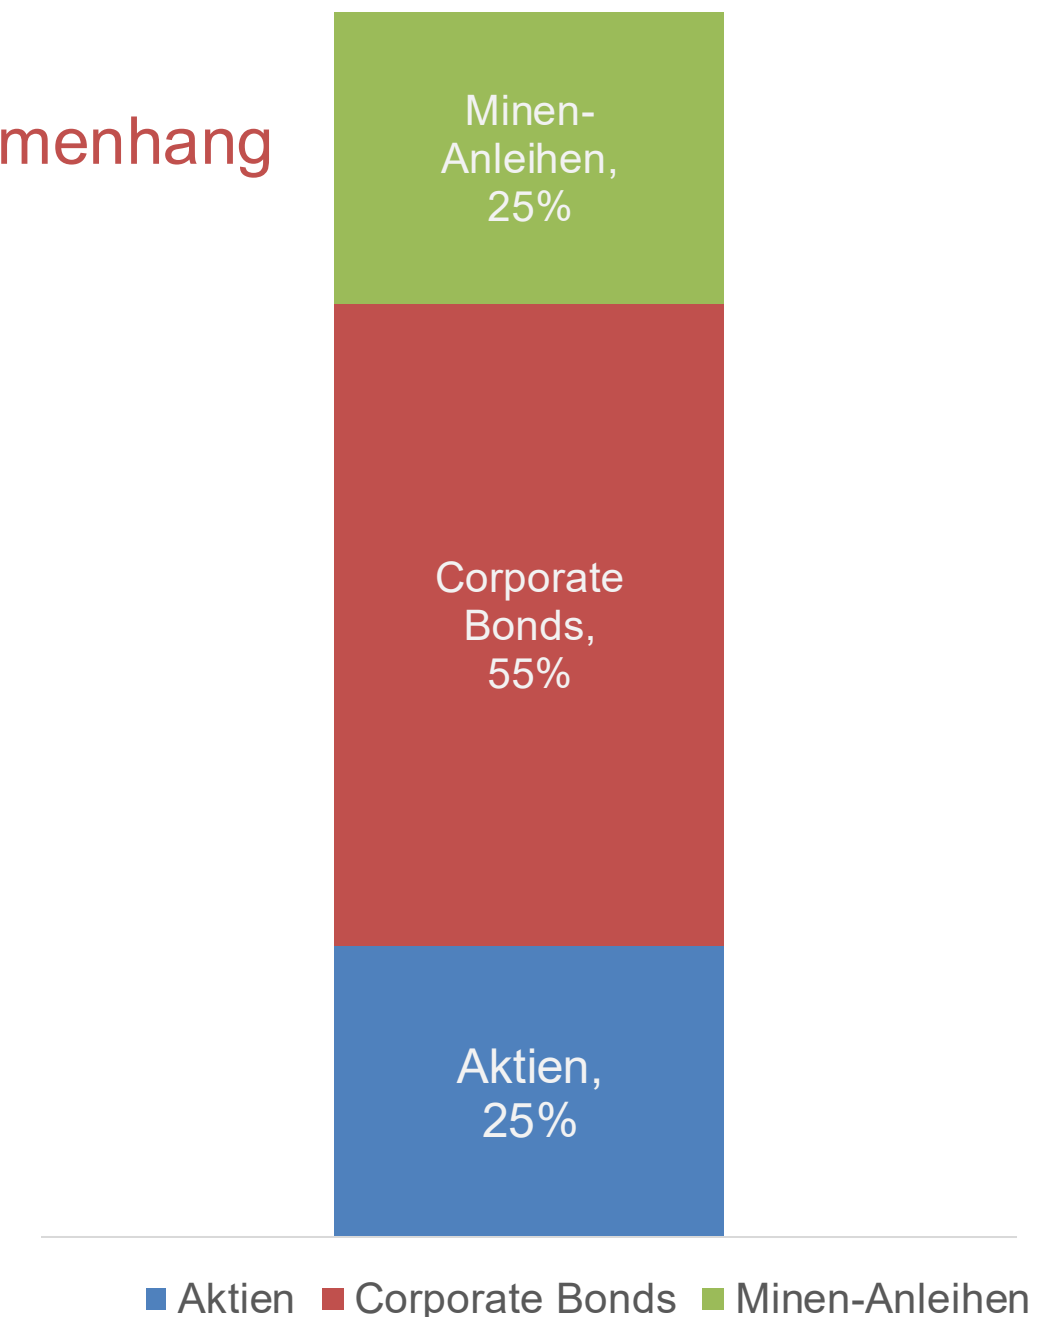 menhang
Minen-
Anleihen,
25%
Corporate
Bonds,
55%
Aktien,
25%
Aktien Corporate Bonds Minen-Anleihen